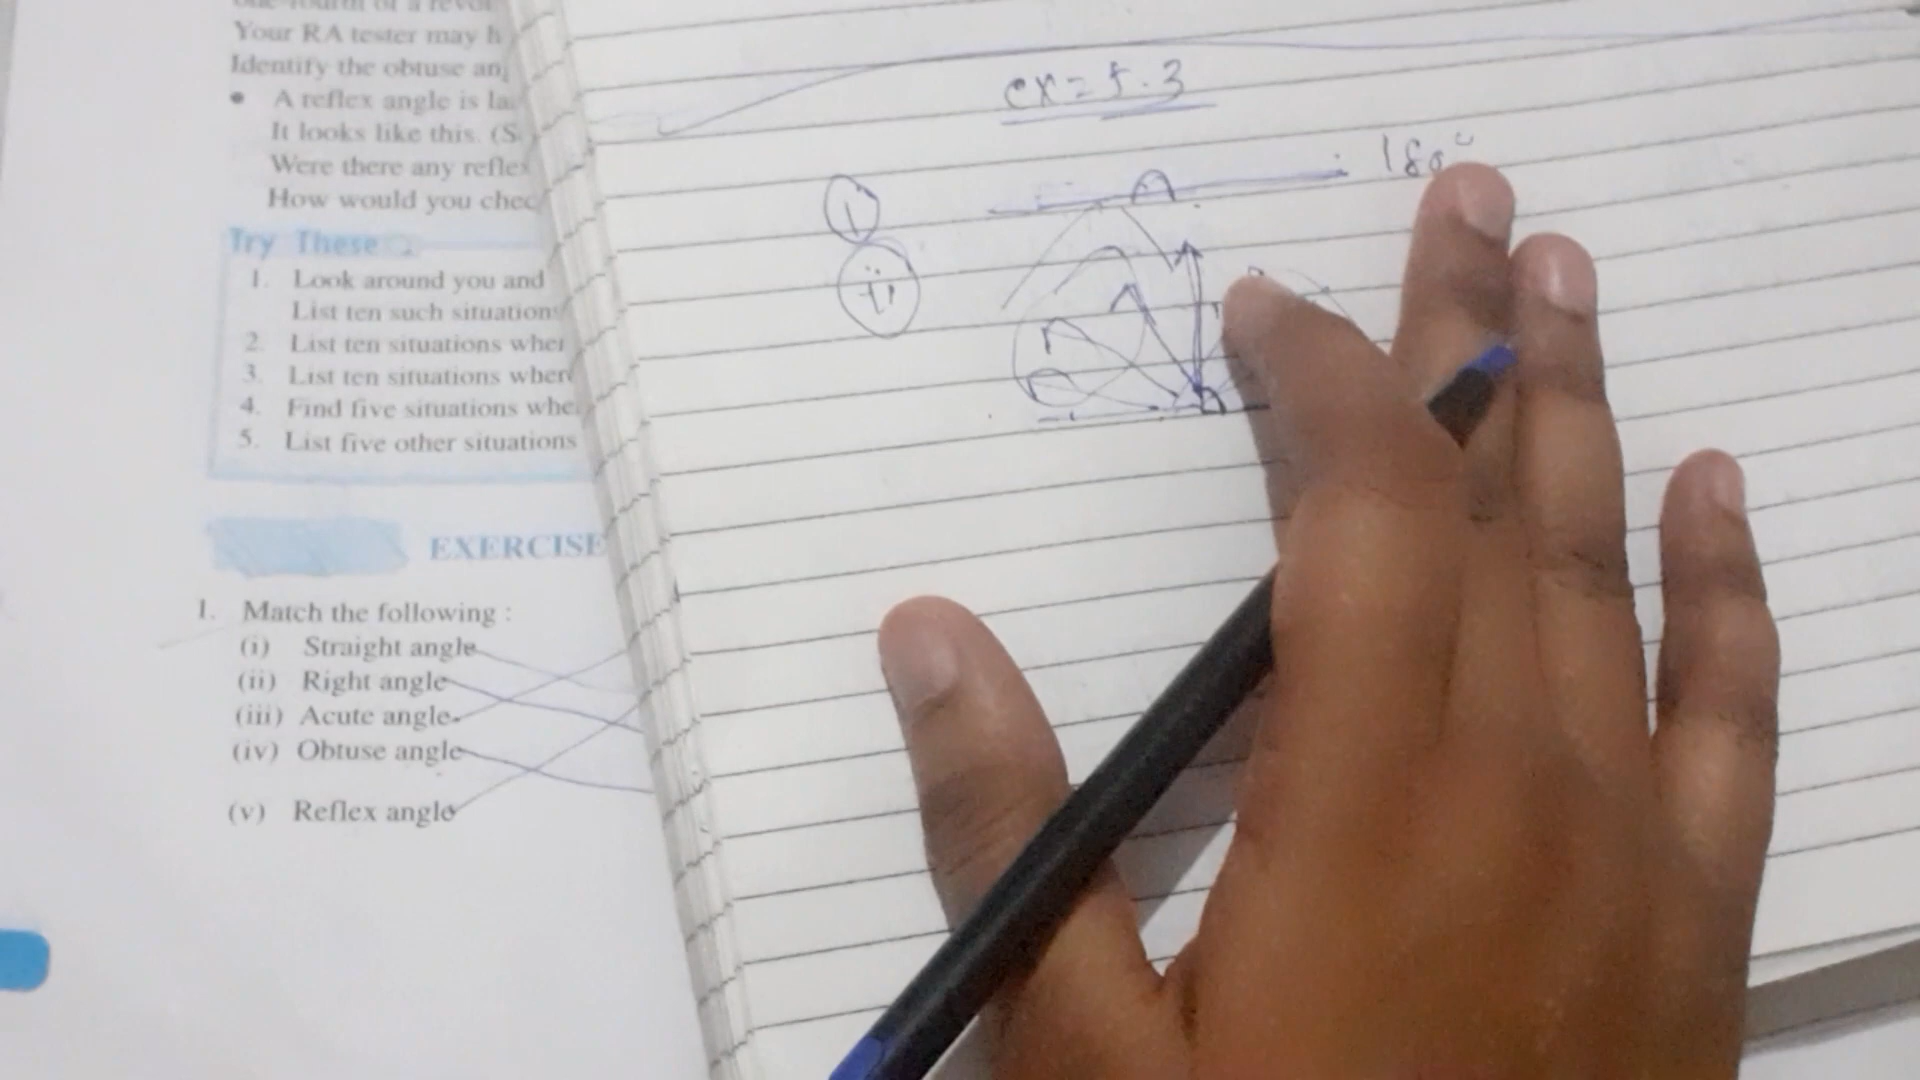 Your RA tester may h
Identify the obtuse an
• A reflex angle is la
It looks like this. (S
Were there any reflex
How would you chec
Try These
1. Look around you and
List ten such situations
2. List ten situations wher
3. List ten situations where
4. Find five situations whe
5. List five other situations
EXERCISE
1. Match the following :
(i) Straight angle
(ii) Right angle
(iii) Acute angle
(iv) Obtuse angle
(v) Reflex angle
ex = 5.3
i
180°
ii